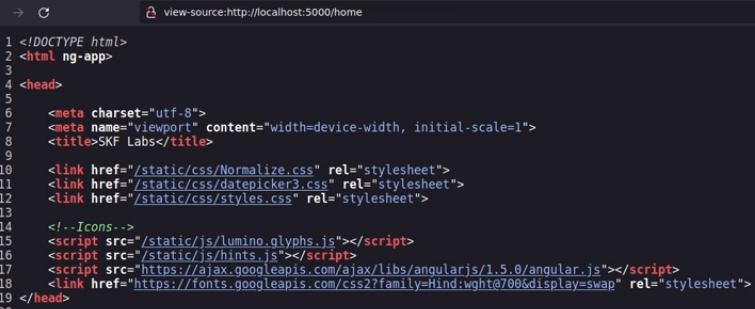 view-source:http://localhost:5000/home
1 <!DOCTYPE html>
2 <html ng-app>
3
4 <head>
5
6 <meta charset="utf-8">
7 <meta name="viewport" content="width=device-width, initial-scale=1">
8 <title>SKF Labs</title>
9
10 <link href="/static/css/Normalize.css" rel="stylesheet">
11 <link href="/static/css/datepicker3.css" rel="stylesheet">
12 <link href="/static/css/styles.css" rel="stylesheet">
13
14 <!--Icons-->
15 <script src="/static/js/lumino.glyphs.js"></script>
16 <script src="/static/js/hints.js"></script>
17 <script src="https://ajax.googleapis.com/ajax/libs/angularjs/1.5.0/angular.js"></script>
18 <link href="https://fonts.googleapis.com/css2?family=Hind:wght@700&display=swap" rel="stylesheet">
19 </head>